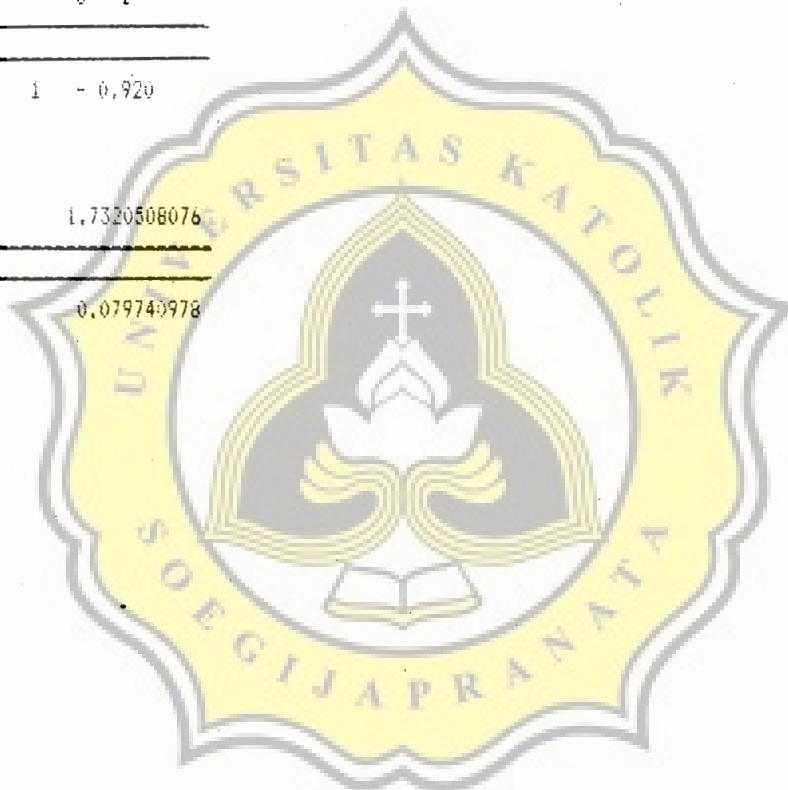 1 - 0.920
1.7320508076
0.079740978
UNIVERSITAS KATOLIK
SOEGIJAPRANATA